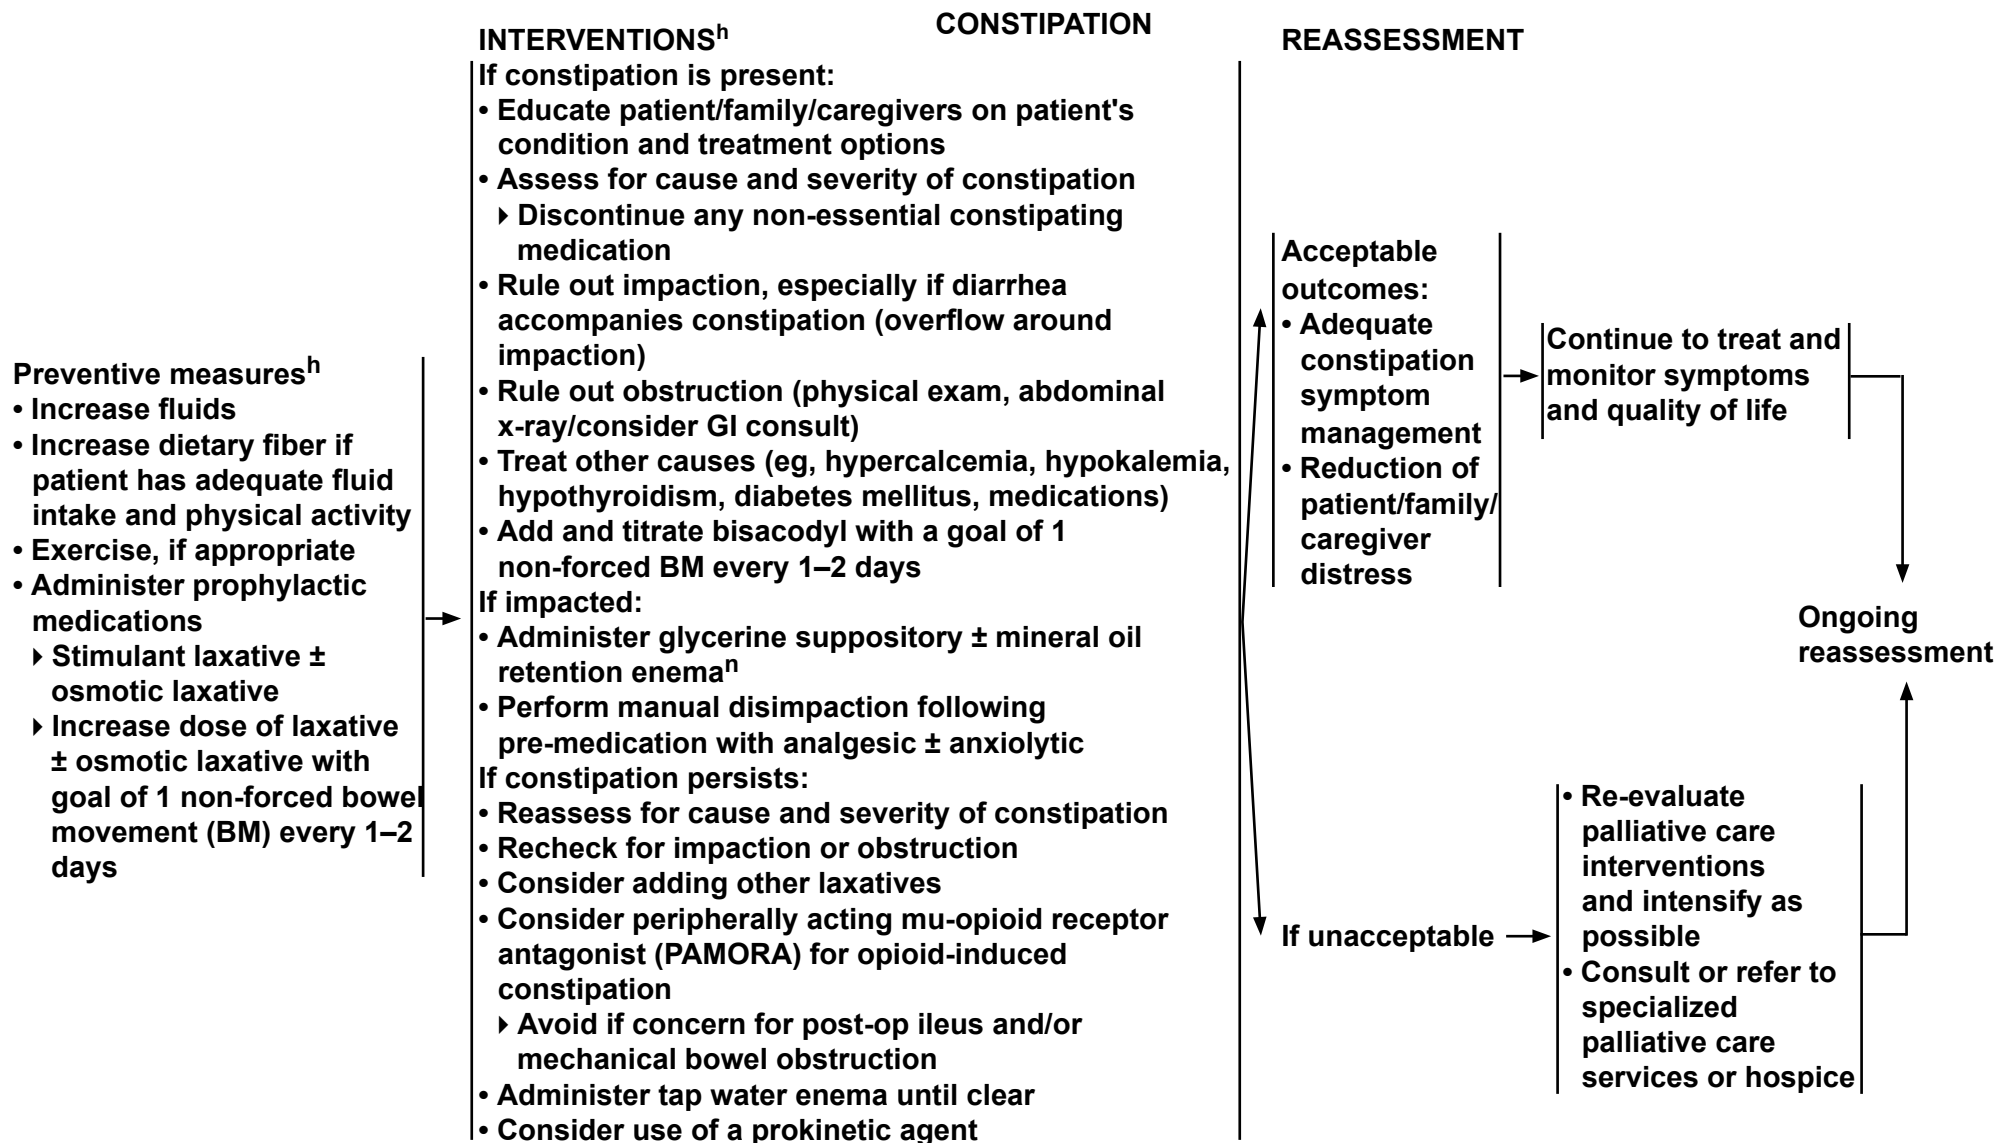 CONSTIPATION
Preventive measuresʰ
• Increase fluids
• Increase dietary fiber if
patient has adequate fluid
intake and physical activity
• Exercise, if appropriate
• Administer prophylactic
medications
‣ Stimulant laxative ±
osmotic laxative
‣ Increase dose of laxative
± osmotic laxative with
goal of 1 non-forced bowel
movement (BM) every 1–2
days
INTERVENTIONSʰ
If constipation is present:
• Educate patient/family/caregivers on patient's
condition and treatment options
• Assess for cause and severity of constipation
‣ Discontinue any non-essential constipating
medication
• Rule out impaction, especially if diarrhea
accompanies constipation (overflow around
impaction)
• Rule out obstruction (physical exam, abdominal
x-ray/consider GI consult)
• Treat other causes (eg, hypercalcemia, hypokalemia,
hypothyroidism, diabetes mellitus, medications)
• Add and titrate bisacodyl with a goal of 1
non-forced BM every 1–2 days
If impacted:
• Administer glycerine suppository ± mineral oil
retention enemaⁿ
• Perform manual disimpaction following
pre-medication with analgesic ± anxiolytic
If constipation persists:
• Reassess for cause and severity of constipation
• Recheck for impaction or obstruction
• Consider adding other laxatives
• Consider peripherally acting mu-opioid receptor
antagonist (PAMORA) for opioid-induced
constipation
‣ Avoid if concern for post-op ileus and/or
mechanical bowel obstruction
• Administer tap water enema until clear
• Consider use of a prokinetic agent
REASSESSMENT
Acceptable
outcomes:
• Adequate
constipation
symptom
management
• Reduction of
patient/family/
caregiver
distress
Continue to treat and
monitor symptoms
and quality of life
If unacceptable
• Re-evaluate
palliative care
interventions
and intensify as
possible
• Consult or refer to
specialized
palliative care
services or hospice
Ongoing
reassessment